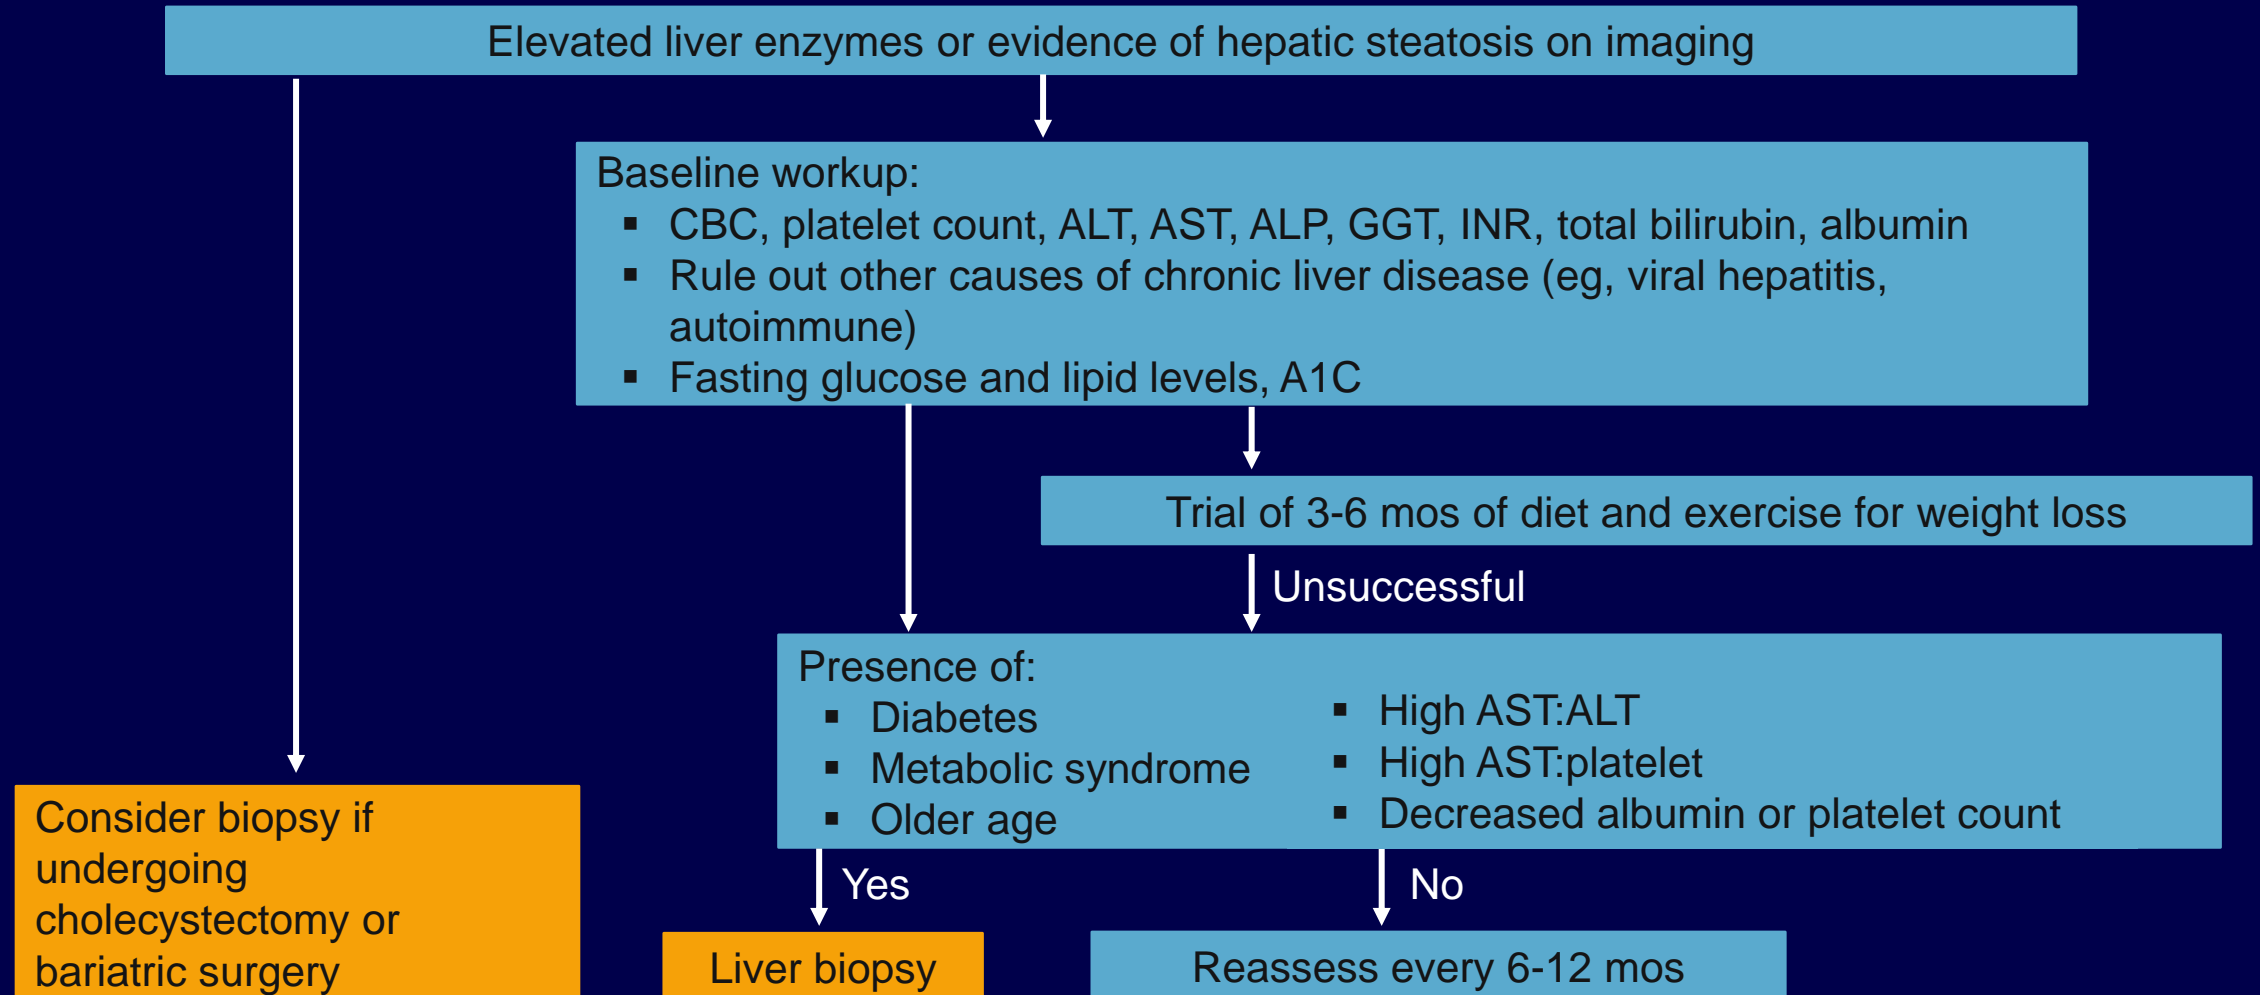 Elevated liver enzymes or evidence of hepatic steatosis on imaging
Baseline workup:
▪ CBC, platelet count, ALT, AST, ALP, GGT, INR, total bilirubin, albumin
▪ Rule out other causes of chronic liver disease (eg, viral hepatitis,
autoimmune)
▪ Fasting glucose and lipid levels, A1C
Trial of 3-6 mos of diet and exercise for weight loss
Unsuccessful
Presence of:
▪ Diabetes
▪ Metabolic syndrome
▪ Older age
▪ High AST:ALT
▪ High AST:platelet
▪ Decreased albumin or platelet count
Yes
No
Consider biopsy if
undergoing
cholecystectomy or
bariatric surgery
Liver biopsy
Reassess every 6-12 mos